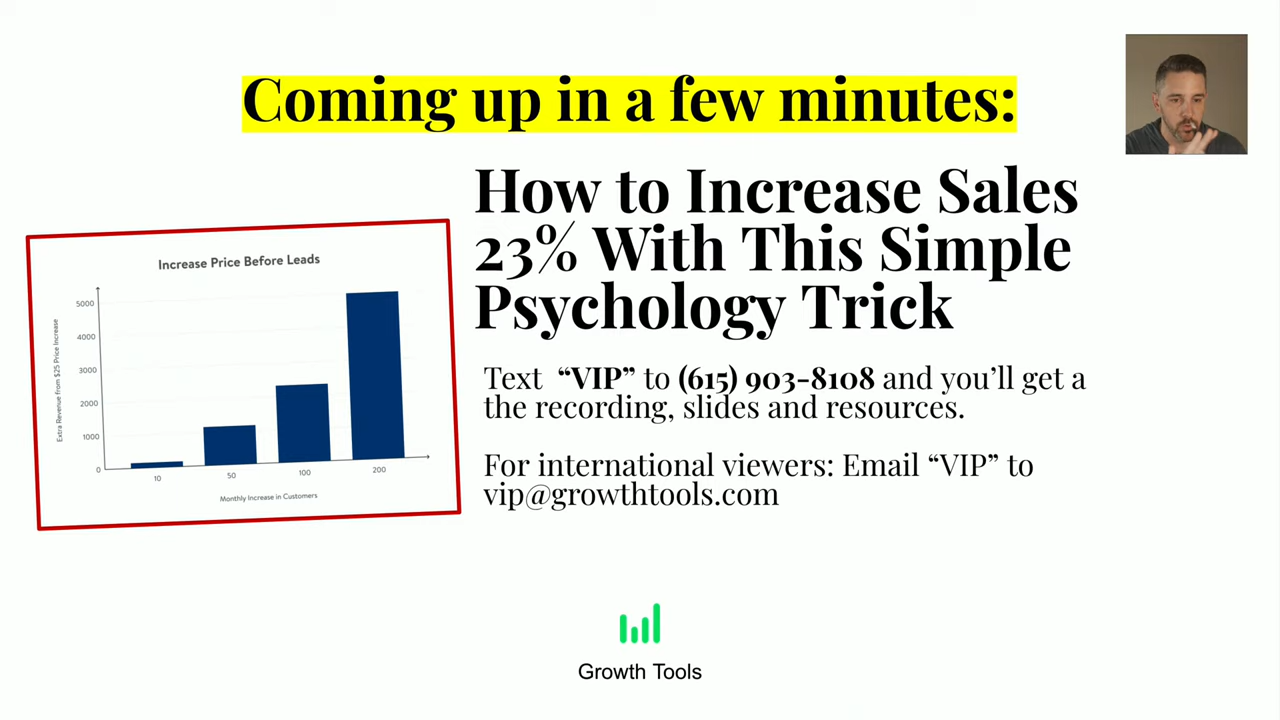 Coming up in a few minutes:
How to Increase Sales
23% With This Simple
Psychology Trick
Text “VIP” to (615) 903-8108 and you’ll get a
the recording, slides and resources.
For international viewers: Email “VIP” to
vip@growthtools.com
Increase Price Before Leads
Extra Revenue from $25 Price Increase
5000
4000
3000
2000
1000
0
10
50
100
200
Monthly Increase in Customers
Growth Tools